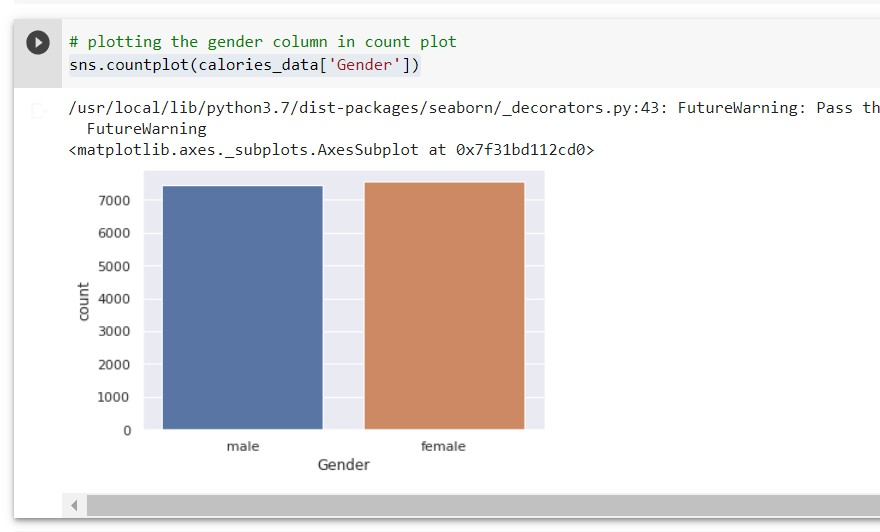 # plotting the gender column in count plot
sns.countplot(calories_data['Gender'])
/usr/local/lib/python3.7/dist-packages/seaborn/_decorators.py:43: FutureWarning: Pass th
FutureWarning
<matplotlib.axes._subplots.AxesSubplot at 0x7f31bd112cd0>
7000
6000
5000
4000
3000
2000
1000
0
count
male female
Gender